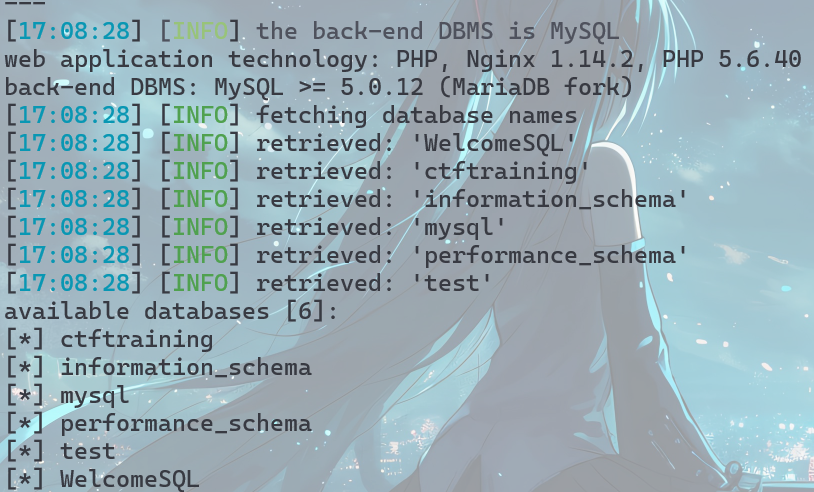 ---
[17:08:28] [INFO] the back-end DBMS is MySQL
web application technology: PHP, Nginx 1.14.2, PHP 5.6.40
back-end DBMS: MySQL >= 5.0.12 (MariaDB fork)
[17:08:28] [INFO] fetching database names
[17:08:28] [INFO] retrieved: 'WelcomeSQL'
[17:08:28] [INFO] retrieved: 'ctftraining'
[17:08:28] [INFO] retrieved: 'information_schema'
[17:08:28] [INFO] retrieved: 'mysql'
[17:08:28] [INFO] retrieved: 'performance_schema'
[17:08:28] [INFO] retrieved: 'test'
available databases [6]:
[*] ctftraining
[*] information_schema
[*] mysql
[*] performance_schema
[*] test
[*] WelcomeSQL